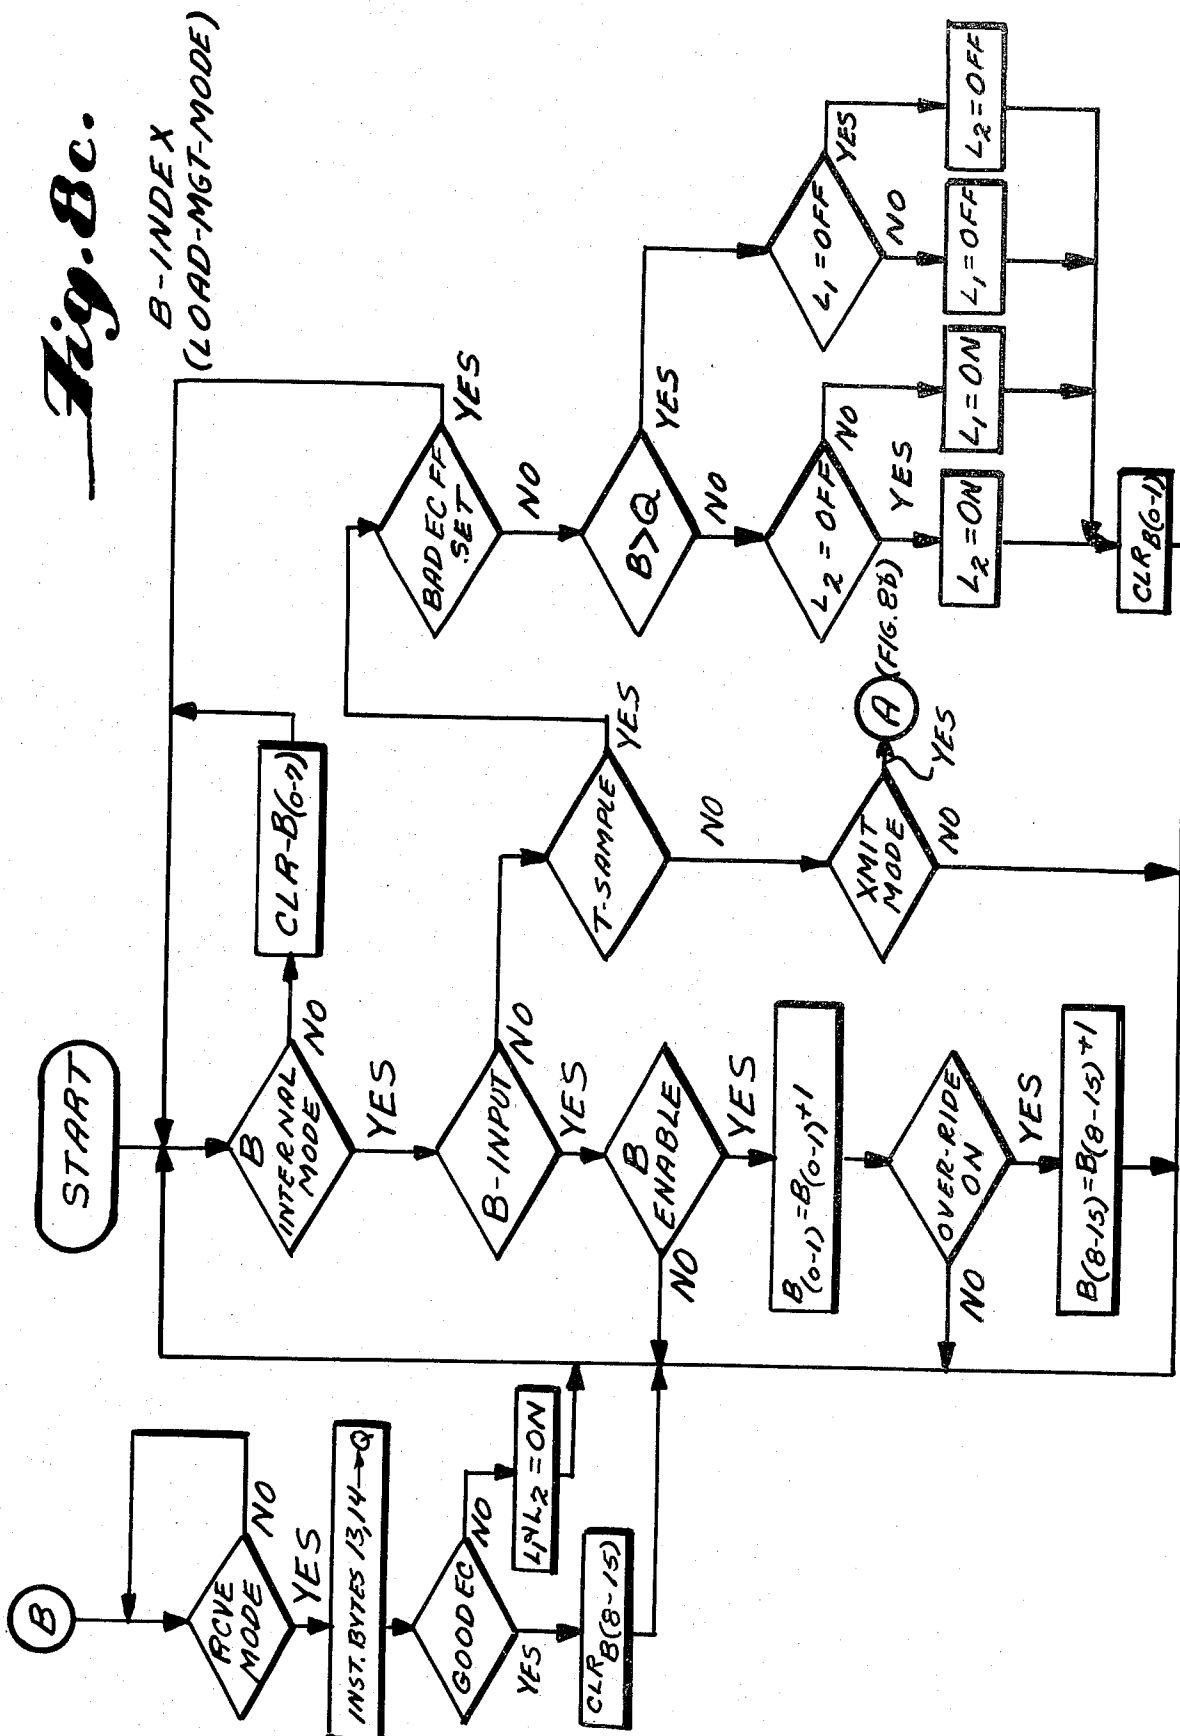 Fig. 8c.
B-INDEX
(LOAD-MGT-MODE)
START
B
INTERNAL
MODE
NO
CLR-B(0-7)
YES
B-INPUT
NO
YES
B
ENABLE
NO
YES
B(0-1)=B(0-1)+1
OVER-RIDE
ON
NO
YES
B(8-15)=B(8-15)+1
T-SAMPLE
YES
NO
XMIT
MODE
YES
A
(FIG.8b)
NO
BAD EC FF
SET
YES
NO
B>Q
YES
NO
L2=OFF
NO
YES
L2=ON
L1=ON
L1=OFF
YES
NO
L1=OFF
L2=OFF
CLR B(0-1)
B
RCVE
MODE
NO
YES
INST. BYTES 13,14→Q
GOOD EC
NO
YES
L1∧L2=ON
CLR B(8-15)